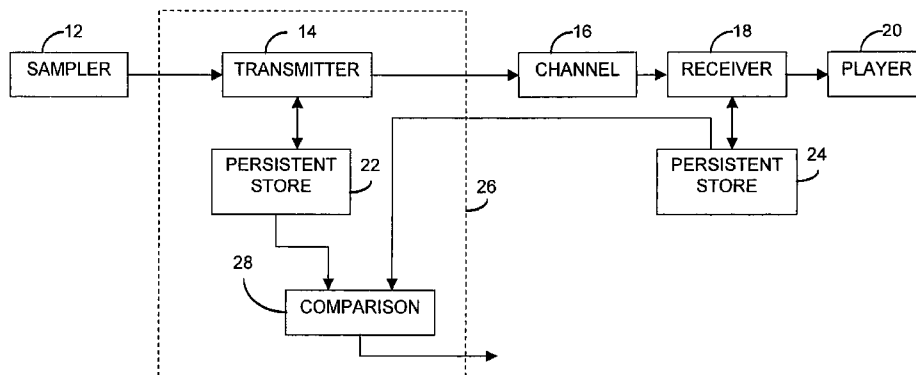 12
14
16
18
20
SAMPLER
TRANSMITTER
CHANNEL
RECEIVER
PLAYER
PERSISTENT
STORE
22
PERSISTENT
STORE
24
26
28
COMPARISON